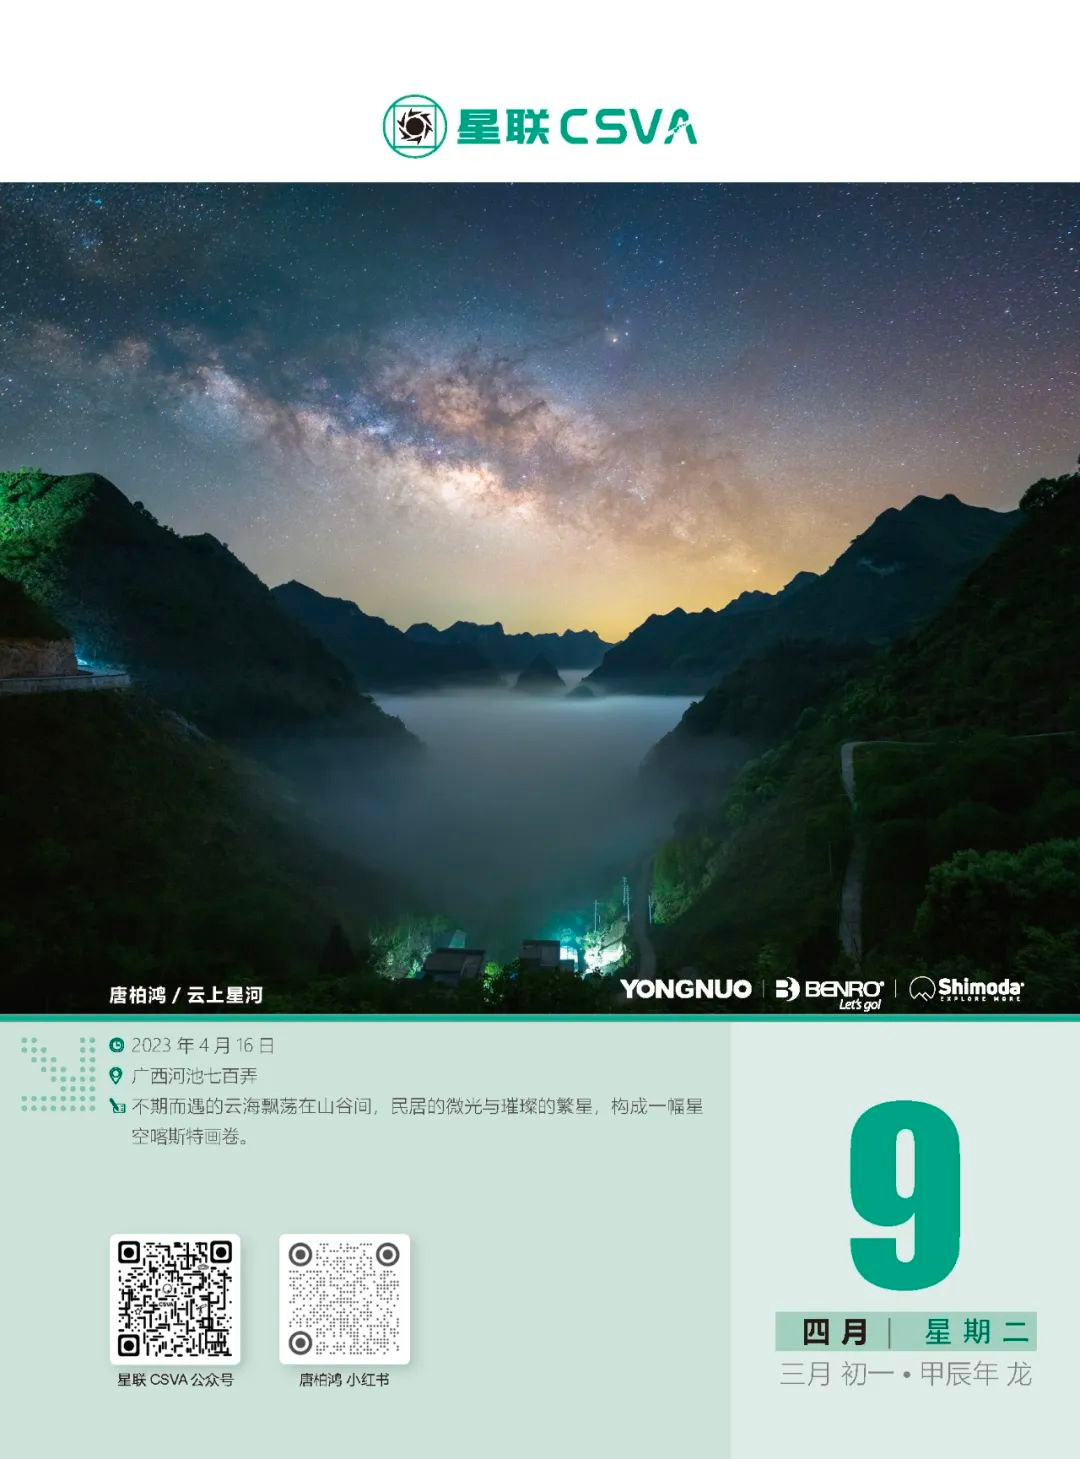 星联CSVA
唐柏鸿 / 云上星河
YONGNUO | BENRO Let's go! | Shimoda EXPLORE MORE
2023 年 4 月 16 日
广西河池七百弄
不期而遇的云海飘荡在山谷间，民居的微光与璀璨的繁星，构成一幅星
空喀斯特画卷。
9
四月 | 星期二
三月 初一 • 甲辰年 龙
CSVA
星联 CSVA 公众号
唐柏鸿 小红书